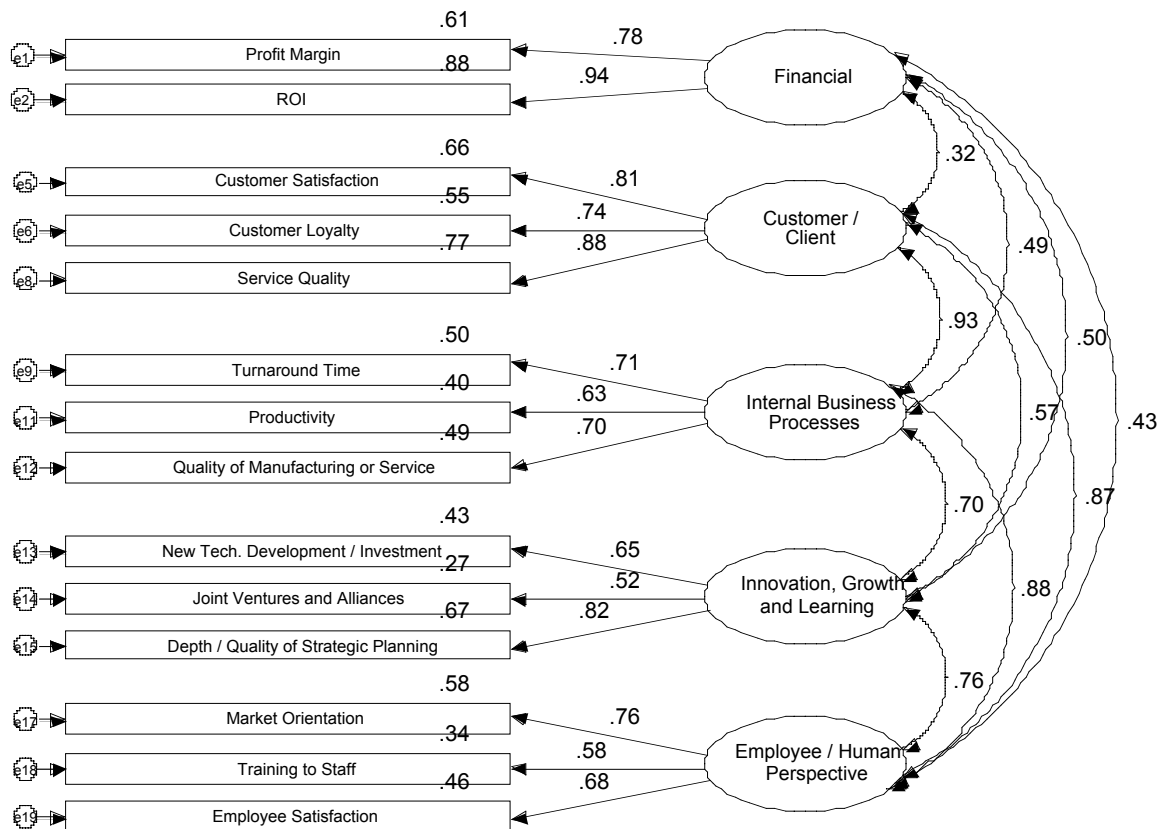 .61
e1
Profit Margin
.78
Financial
.88
e2
ROI
.94
.32
.66
e5
Customer Satisfaction
.81
.55
e6
Customer Loyalty
.74
Customer /
Client
.77
e8
Service Quality
.88
.49
.93
.50
.50
e9
Turnaround Time
.71
.40
e11
Productivity
.63
Internal Business
Processes
.57
.43
.49
e12
Quality of Manufacturing or Service
.70
.87
.70
.43
e13
New Tech. Development / Investment
.65
.27
e14
Joint Ventures and Alliances
.52
Innovation, Growth
and Learning
.88
.67
e15
Depth / Quality of Strategic Planning
.82
.76
.58
e17
Market Orientation
.76
.34
e18
Training to Staff
.58
Employee / Human
Perspective
.46
e19
Employee Satisfaction
.68